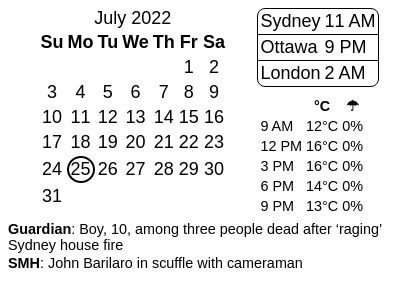 July 2022
Su Mo Tu We Th Fr Sa
1 2
3 4 5 6 7 8 9
10 11 12 13 14 15 16
17 18 19 20 21 22 23
24 25 26 27 28 29 30
31
Sydney 11 AM
Ottawa 9 PM
London 2 AM
°C ☂
9 AM 12°C 0%
12 PM 16°C 0%
3 PM 16°C 0%
6 PM 14°C 0%
9 PM 13°C 0%
Guardian: Boy, 10, among three people dead after ‘raging’
Sydney house fire
SMH: John Barilaro in scuffle with cameraman